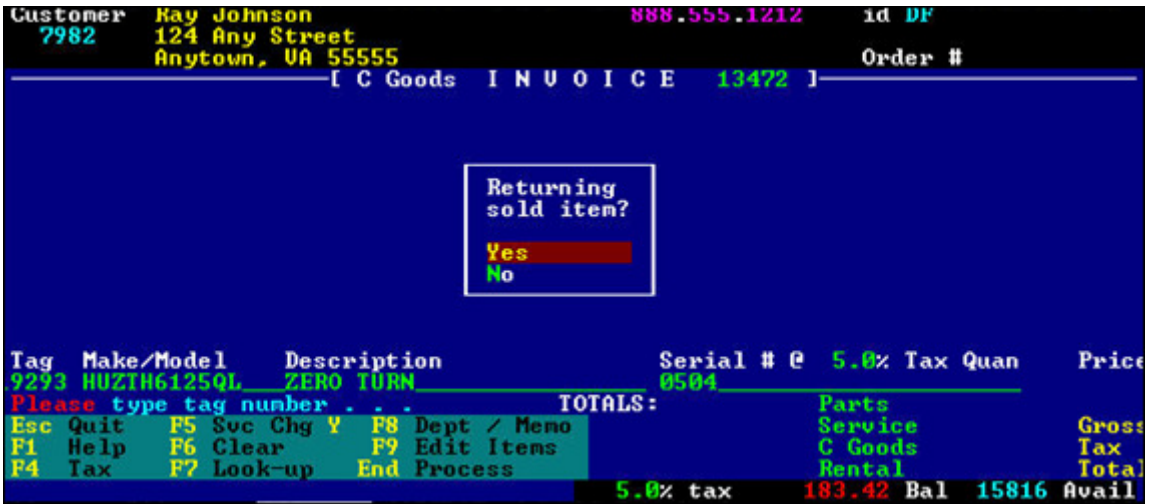 Customer Ray Johnson 888.555.1212 id DF
7982 124 Any Street
Anytown, VA 55555 Order #
[ C Goods I N V O I C E 13472 ]
Returning
sold item?
Yes
No
Tag Make/Model Description Serial # @ 5.0% Tax Quan Price
.9293 HUZTH6125QL___ZERO TURN____________________ 0504_______________________
Please type tag number . . . TOTALS: Parts
Esc Quit F5 Svc Chg Y F8 Dept / Memo Service Gross
F1 Help F6 Clear F9 Edit Items C Goods Tax
F4 Tax F7 Look-up End Process Rental Total
5.0% tax 183.42 Bal 15816 Avail